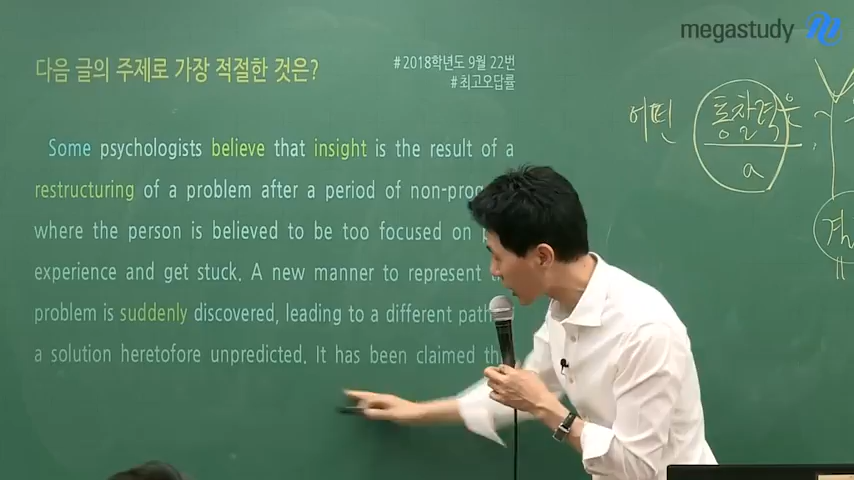 megastudy
다음 글의 주제로 가장 적절한 것은?
#2018학년도 9월 22번
#최고오답률
어떤 통찰력은 ~
a
Some psychologists believe that insight is the result of a
restructuring of a problem after a period of
where the person is believed to be too focused on
experience and get stuck. A new manner to represent
problem is suddenly discovered, leading to a different
a solution heretofore unpredicted. It has been claimed